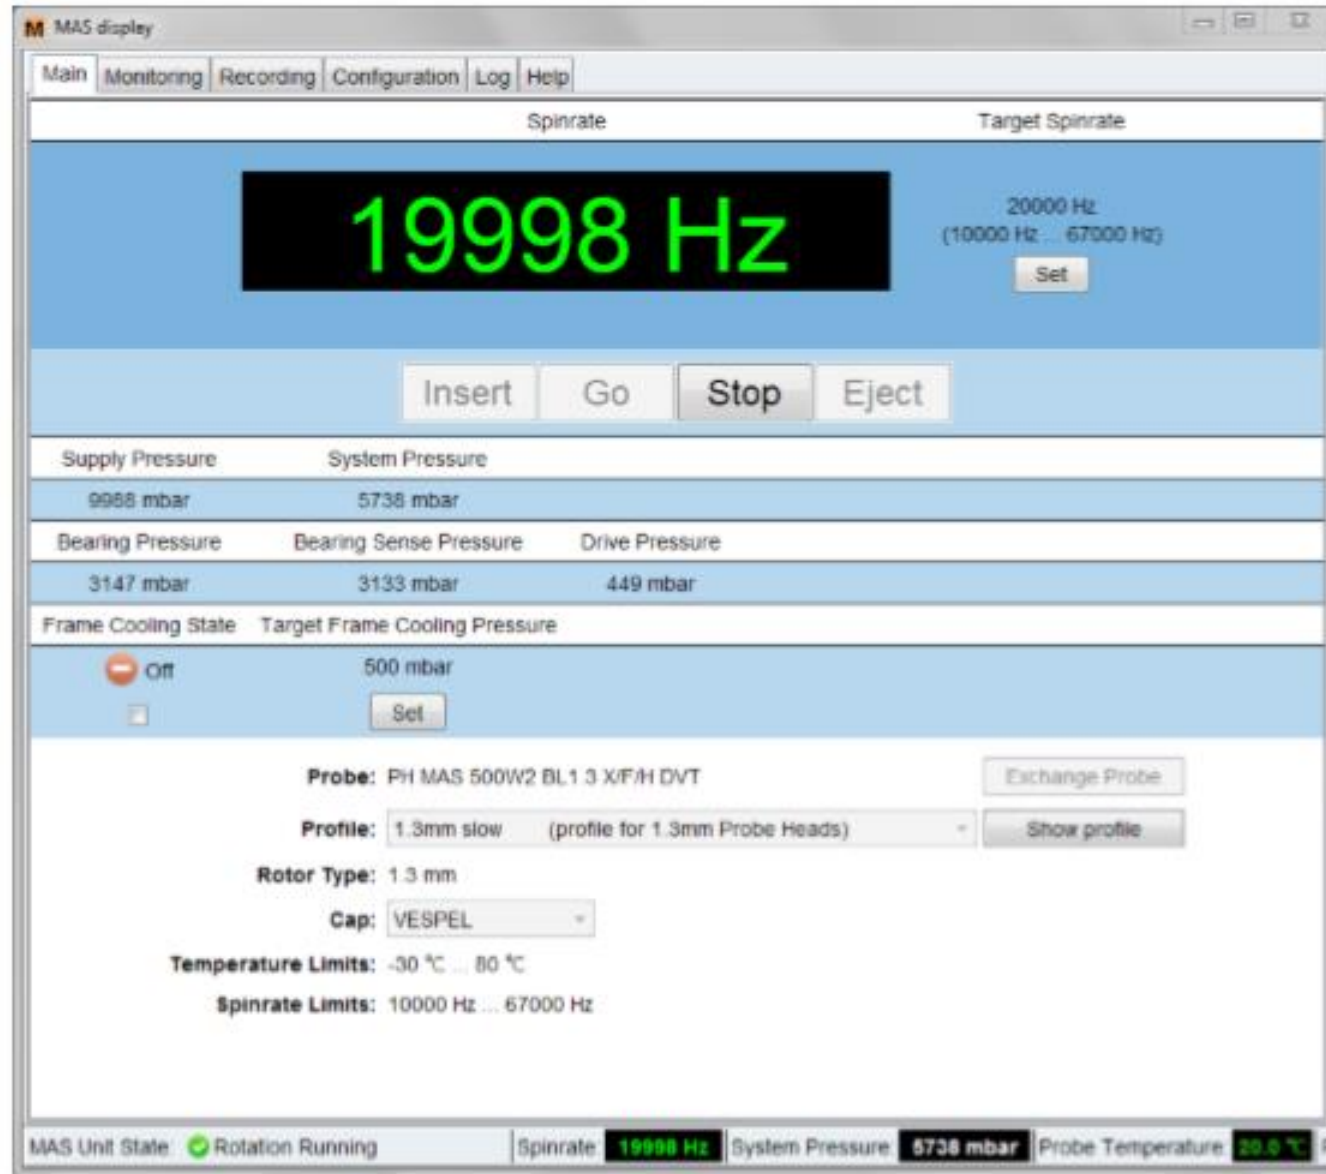 M MAS display
Main Monitoring Recording Configuration Log Help
Spinrate Target Spinrate
19998 Hz
20000 Hz
(10000 Hz ... 67000 Hz)
Set
Insert Go Stop Eject
Supply Pressure System Pressure
9988 mbar 5738 mbar
Bearing Pressure Bearing Sense Pressure Drive Pressure
3147 mbar 3133 mbar 449 mbar
Frame Cooling State Target Frame Cooling Pressure
Off 500 mbar
Set
Probe: PH MAS 500W2 BL1.3 X/F/H DVT Exchange Probe
Profile: 1.3mm slow (profile for 1.3mm Probe Heads) Show profile
Rotor Type: 1.3 mm
Cap: VESPEL
Temperature Limits: -30 °C ... 80 °C
Spinrate Limits: 10000 Hz ... 67000 Hz
MAS Unit State: Rotation Running Spinrate 19998 Hz System Pressure 5738 mbar Probe Temperature